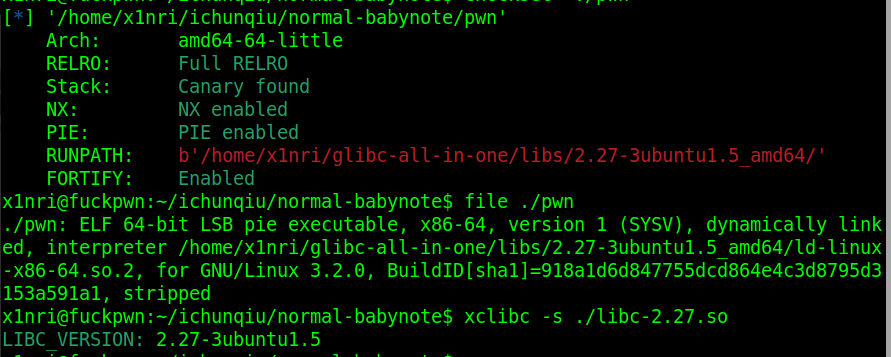 [*] '/home/x1nri/ichunqiu/normal-babynote/pwn'
Arch: amd64-64-little
RELRO: Full RELRO
Stack: Canary found
NX: NX enabled
PIE: PIE enabled
RUNPATH: b'/home/x1nri/glibc-all-in-one/libs/2.27-3ubuntu1.5_amd64/'
FORTIFY: Enabled
x1nri@fuckpwn:~/ichunqiu/normal-babynote$ file ./pwn
./pwn: ELF 64-bit LSB pie executable, x86-64, version 1 (SYSV), dynamically link
ed, interpreter /home/x1nri/glibc-all-in-one/libs/2.27-3ubuntu1.5_amd64/ld-linux
-x86-64.so.2, for GNU/Linux 3.2.0, BuildID[sha1]=918a1d6d847755dcd864e4c3d8795d3
153a591a1, stripped
x1nri@fuckpwn:~/ichunqiu/normal-babynote$ xclibc -s ./libc-2.27.so
LIBC_VERSION: 2.27-3ubuntu1.5